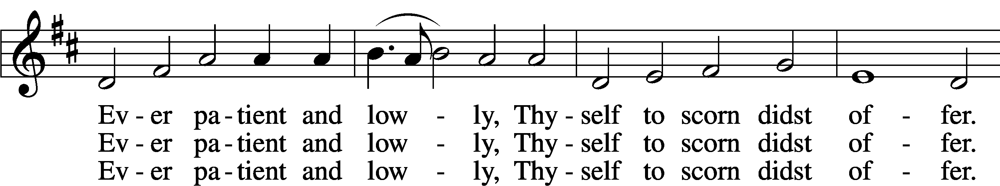 Ev - er pa - tient and low - ly, Thy - self to scorn didst of - fer.
Ev - er pa - tient and low - ly, Thy - self to scorn didst of - fer.
Ev - er pa - tient and low - ly, Thy - self to scorn didst of - fer.